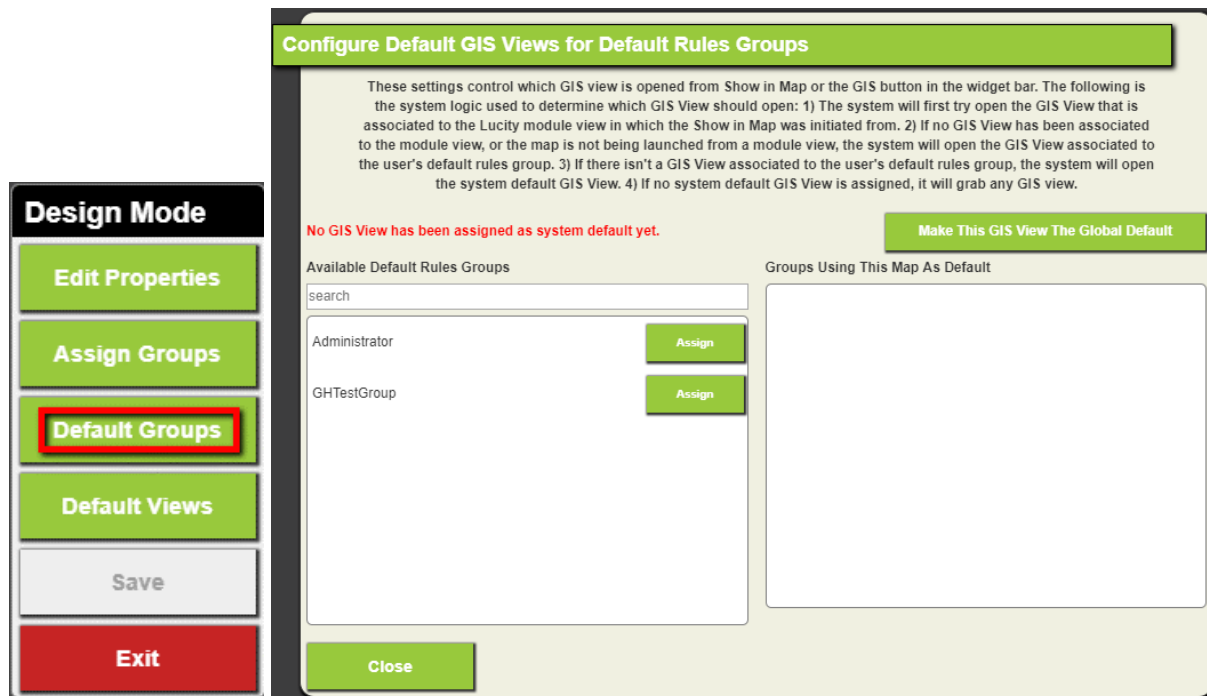 Design Mode
Edit Properties
Assign Groups
Default Groups
Default Views
Save
Exit
Configure Default GIS Views for Default Rules Groups
These settings control which GIS view is opened from Show in Map or the GIS button in the widget bar. The following is
the system logic used to determine which GIS View should open: 1) The system will first try open the GIS View that is
associated to the Lucity module view in which the Show in Map was initiated from. 2) If no GIS View has been associated
to the module view, or the map is not being launched from a module view, the system will open the GIS View associated to
the user's default rules group. 3) If there isn't a GIS View associated to the user's default rules group, the system will open
the system default GIS View. 4) If no system default GIS View is assigned, it will grab any GIS view.
No GIS View has been assigned as system default yet.
Make This GIS View The Global Default
Available Default Rules Groups
Groups Using This Map As Default
search
Administrator
Assign
GHTestGroup
Assign
Close